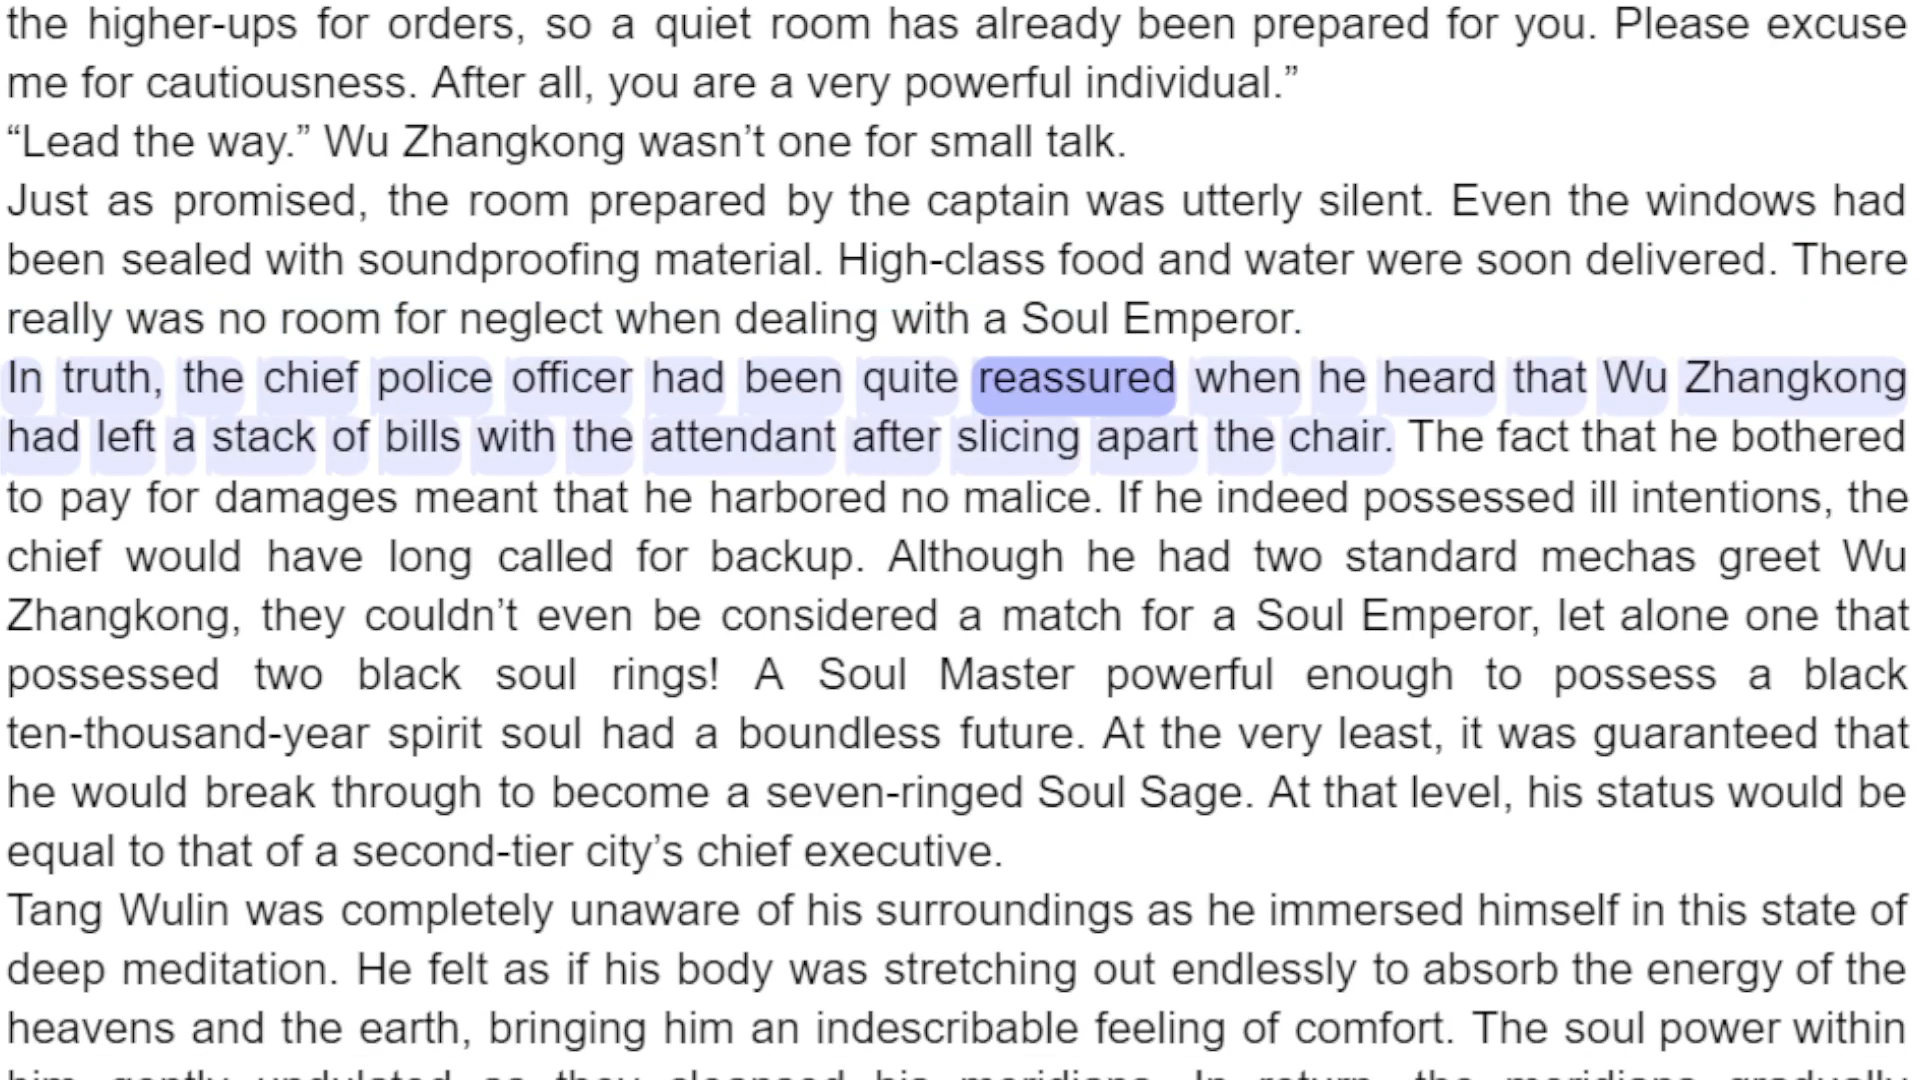 the higher-ups for orders, so a quiet room has already been prepared for you. Please excuse
me for cautiousness. After all, you are a very powerful individual.”
“Lead the way.” Wu Zhangkong wasn’t one for small talk.
Just as promised, the room prepared by the captain was utterly silent. Even the windows had
been sealed with soundproofing material. High-class food and water were soon delivered. There
really was no room for neglect when dealing with a Soul Emperor.
In truth, the chief police officer had been quite reassured when he heard that Wu Zhangkong
had left a stack of bills with the attendant after slicing apart the chair. The fact that he bothered
to pay for damages meant that he harbored no malice. If he indeed possessed ill intentions, the
chief would have long called for backup. Although he had two standard mechas greet Wu
Zhangkong, they couldn’t even be considered a match for a Soul Emperor, let alone one that
possessed two black soul rings! A Soul Master powerful enough to possess a black
ten-thousand-year spirit soul had a boundless future. At the very least, it was guaranteed that
he would break through to become a seven-ringed Soul Sage. At that level, his status would be
equal to that of a second-tier city’s chief executive.
Tang Wulin was completely unaware of his surroundings as he immersed himself in this state of
deep meditation. He felt as if his body was stretching out endlessly to absorb the energy of the
heavens and the earth, bringing him an indescribable feeling of comfort. The soul power within
him gently undulated as they cleansed his meridians. In return, the meridians gradually